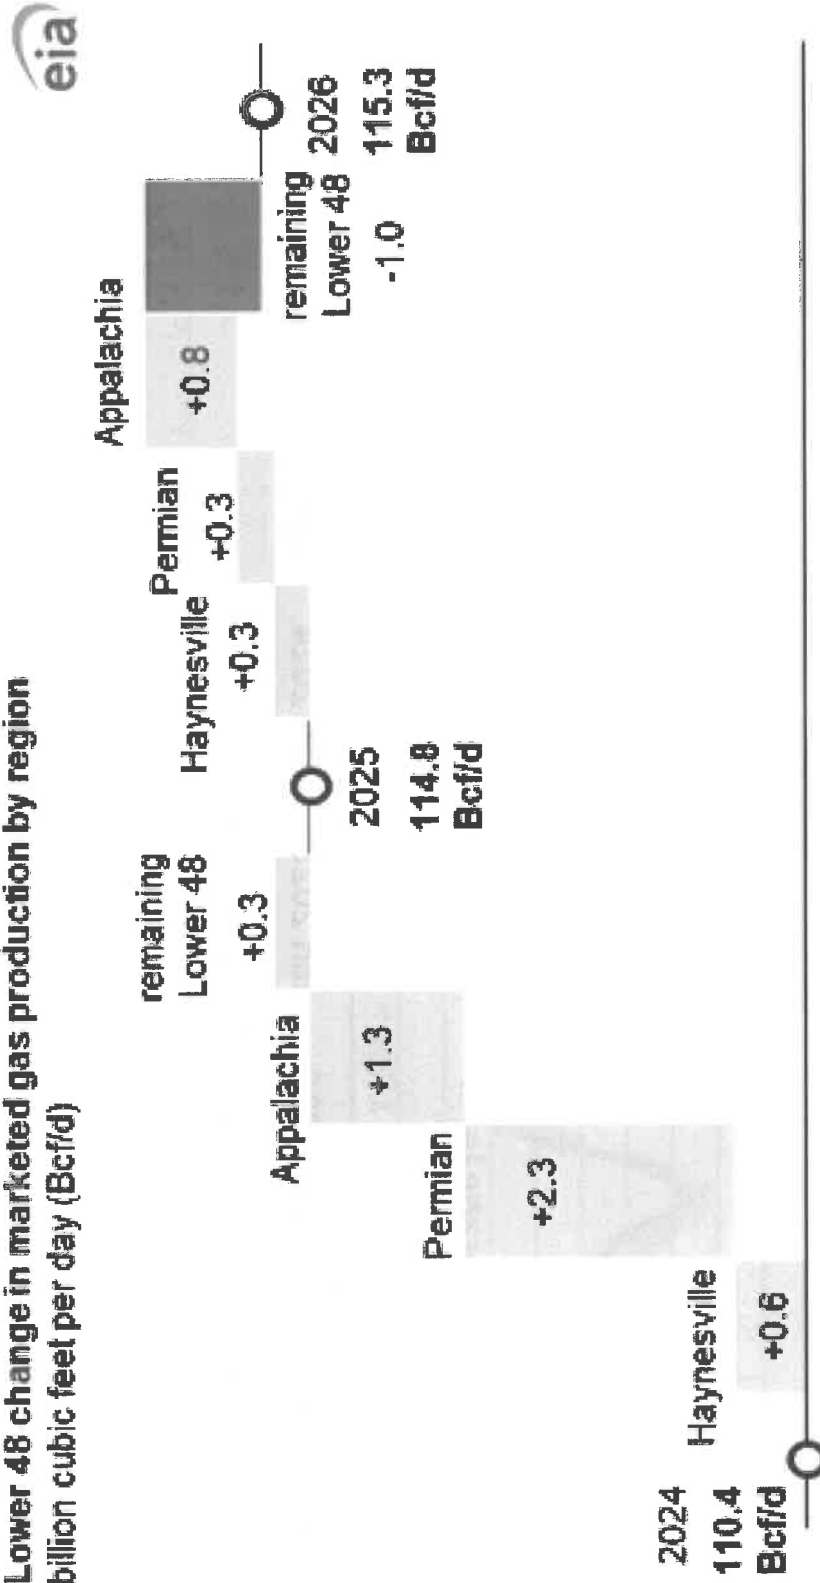 Lower 48 change in marketed gas production by region
billion cubic feet per day (Bcf/d)
eia
2024
110.4
Bcf/d
Haynesville
+0.6
Permian
+2.3
Appalachia
+1.3
remaining
Lower 48
+0.3
2025
114.8
Bcf/d
Haynesville
+0.3
Permian
+0.3
Appalachia
+0.8
remaining
Lower 48
-1.0
2026
115.3
Bcf/d